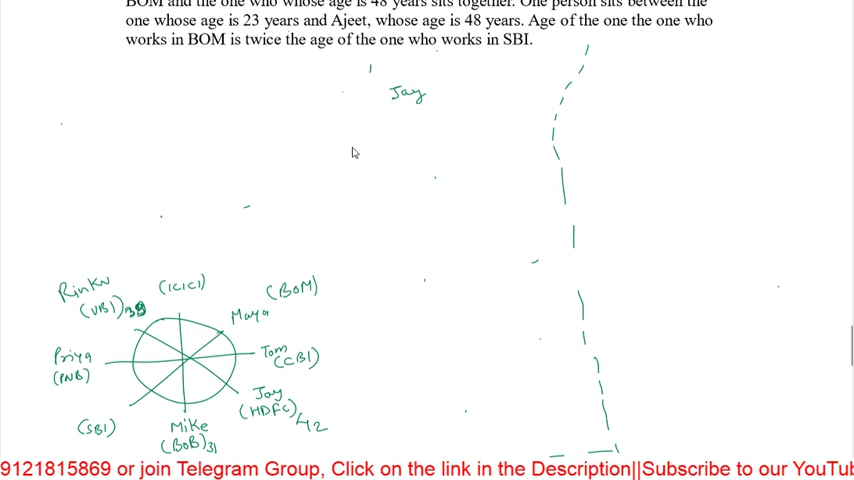 BOM and the one who whose age is 48 years sits together. One person sits between the
one whose age is 23 years and Ajeet, whose age is 48 years. Age of the one the one who
works in BOM is twice the age of the one who works in SBI.
Jay
Rinku
(UBI) 39
(ICICI)
(BOM)
Maya
Priya
(PNB)
Tom
(CBI)
Jay
(HDFC) 42
(SBI)
Mike
(BOB) 31
9121815869 or join Telegram Group, Click on the link in the Description||Subscribe to our YouTub